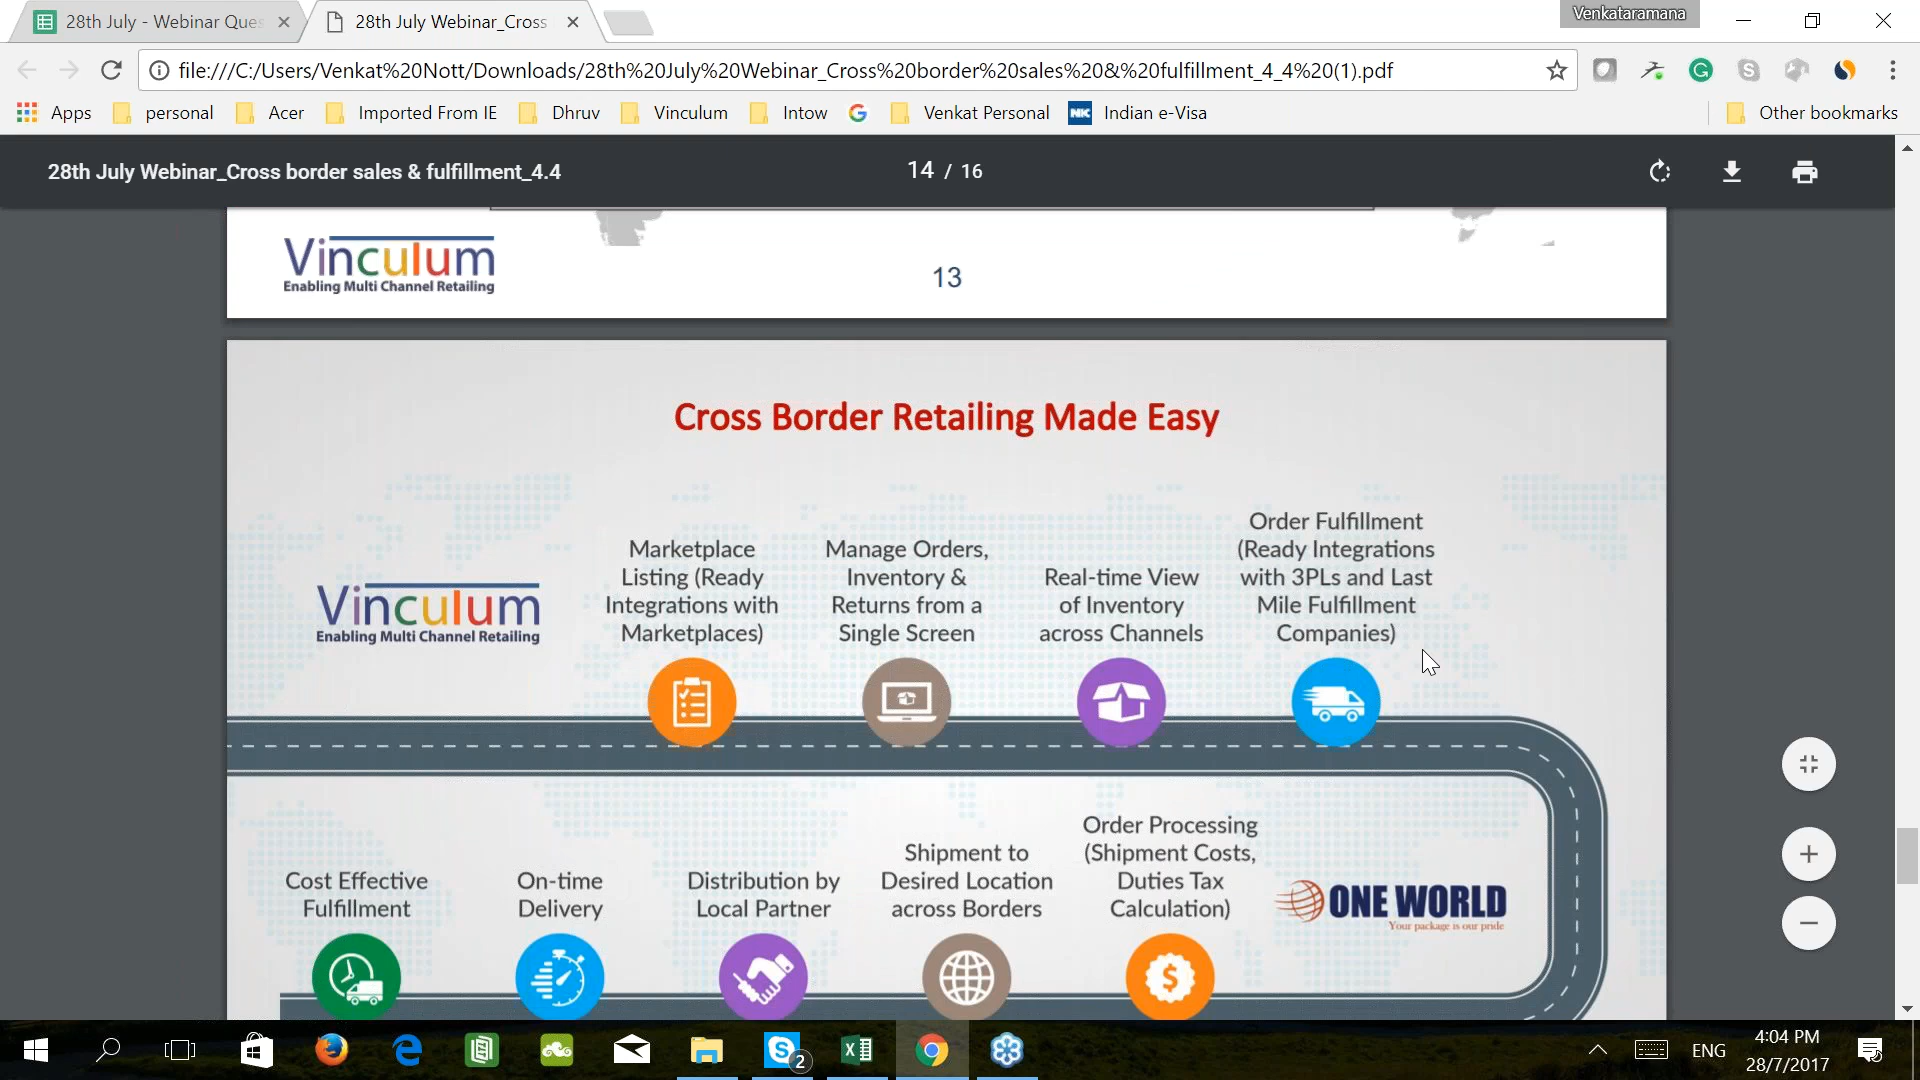 28th July - Webinar Ques
28th July Webinar_Cross
Venkataramana
file:///C:/Users/Venkat%20Nott/Downloads/28th%20July%20Webinar_Cross%20border%20sales%20&%20fulfillment_4_4%20(1).pdf
Apps personal Acer Imported From IE Dhruv Vinculum Intow Venkat Personal NIC Indian e-Visa Other bookmarks
28th July Webinar_Cross border sales & fulfillment_4.4
14 / 16
Vinculum
Enabling Multi Channel Retailing
13
Cross Border Retailing Made Easy
Vinculum
Enabling Multi Channel Retailing
Marketplace
Listing (Ready
Integrations with
Marketplaces)
Manage Orders,
Inventory &
Returns from a
Single Screen
Real-time View
of Inventory
across Channels
Order Fulfillment
(Ready Integrations
with 3PLs and Last
Mile Fulfillment
Companies)
Cost Effective
Fulfillment
On-time
Delivery
Distribution by
Local Partner
Shipment to
Desired Location
across Borders
Order Processing
(Shipment Costs,
Duties Tax
Calculation)
ONE WORLD
Your package is our pride
2
ENG
4:04 PM
28/7/2017